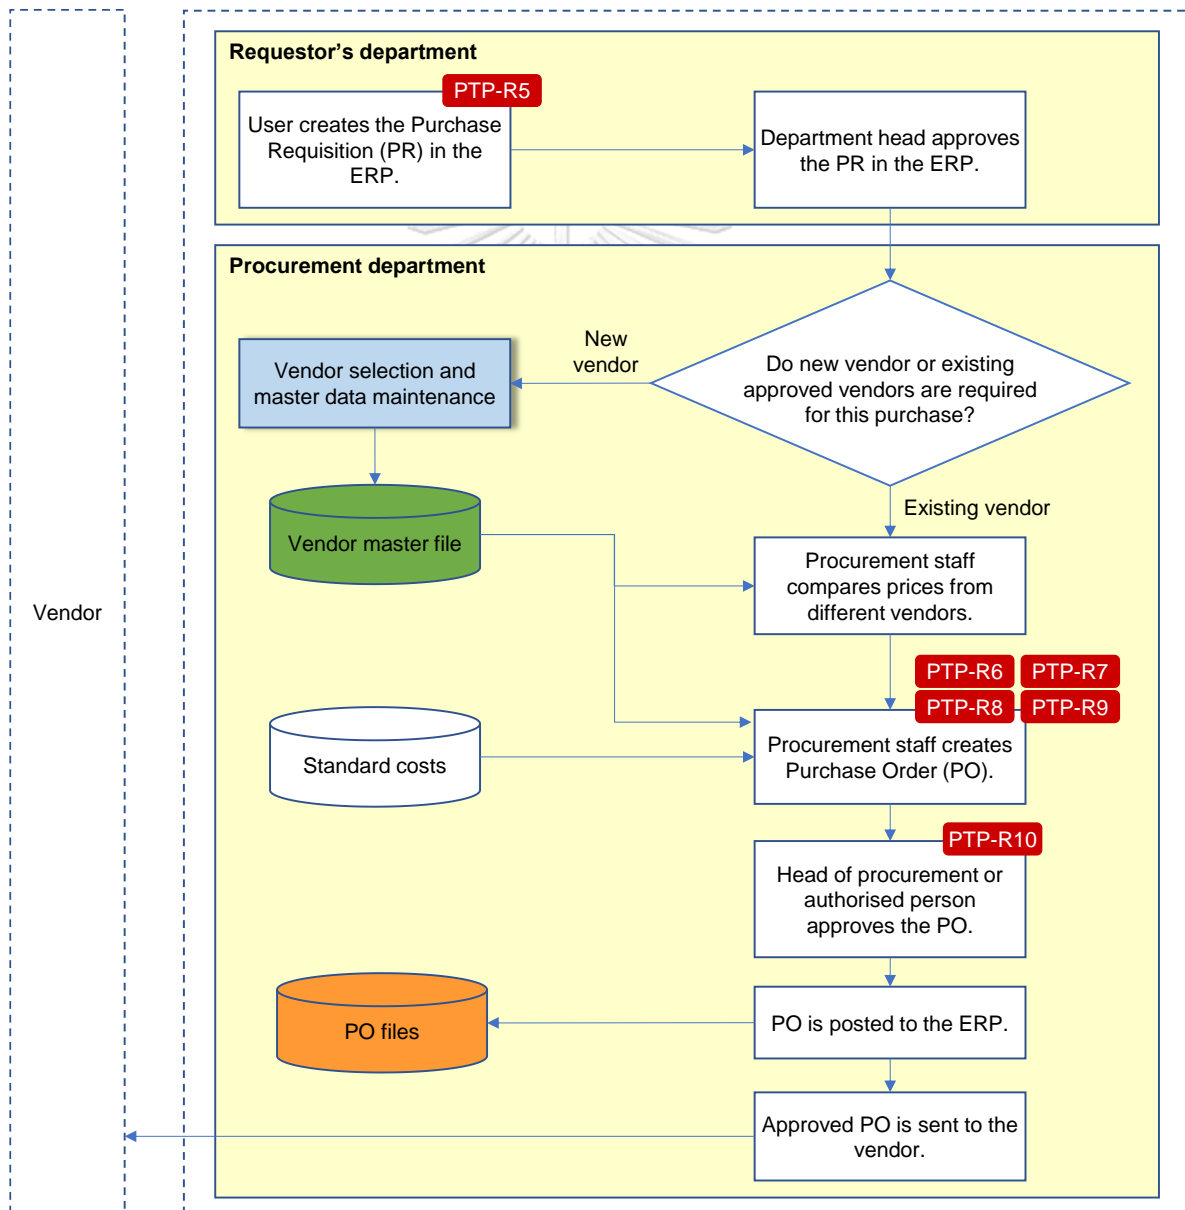 Requestor's department
PTP-R5
User creates the Purchase
Requisition (PR) in the
ERP.
Department head approves
the PR in the ERP.
Procurement department
Do new vendor or existing
approved vendors are required
for this purchase?
New
vendor
Vendor selection and
master data maintenance
Vendor master file
Existing vendor
Procurement staff
compares prices from
different vendors.
Vendor
PTP-R6 PTP-R7
PTP-R8 PTP-R9
Standard costs
Procurement staff creates
Purchase Order (PO).
PTP-R10
Head of procurement or
authorised person
approves the PO.
PO files
PO is posted to the ERP.
Approved PO is sent to the
vendor.